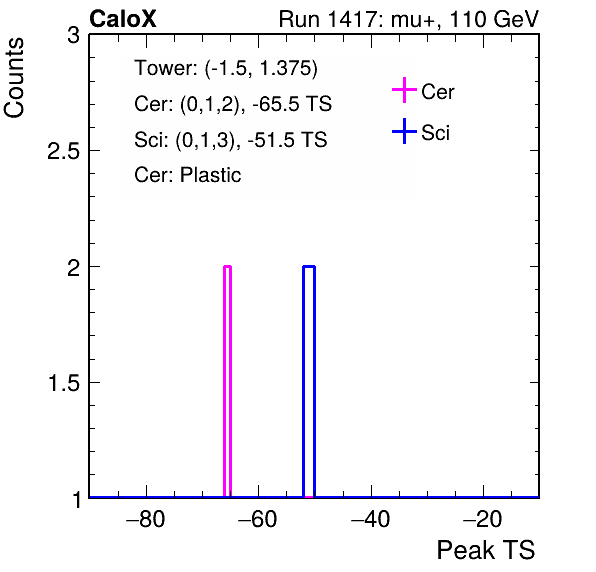 CaloX Run 1417: mu+, 110 GeV
Counts
3
2.5
2
1.5
1
Tower: (-1.5, 1.375)
Cer: (0,1,2), -65.5 TS
Sci: (0,1,3), -51.5 TS
Cer: Plastic
Cer
Sci
−80 −60 −40 −20
Peak TS